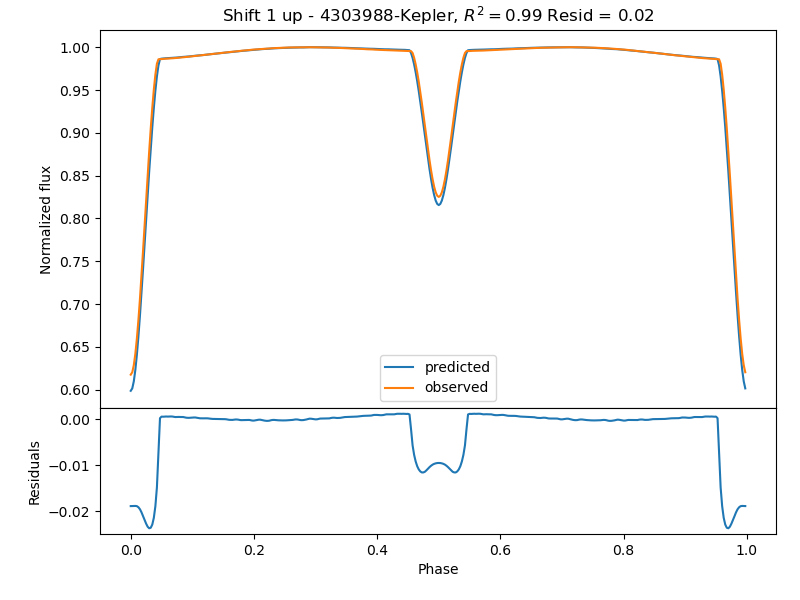 Shift 1 up - 4303988-Kepler, $R^2 = 0.99$ Resid = 0.02
1.00
0.95
0.90
0.85
0.80
0.75
0.70
0.65
0.60
Normalized flux
predicted
observed
0.00
−0.01
−0.02
Residuals
0.0 0.2 0.4 0.6 0.8 1.0
Phase